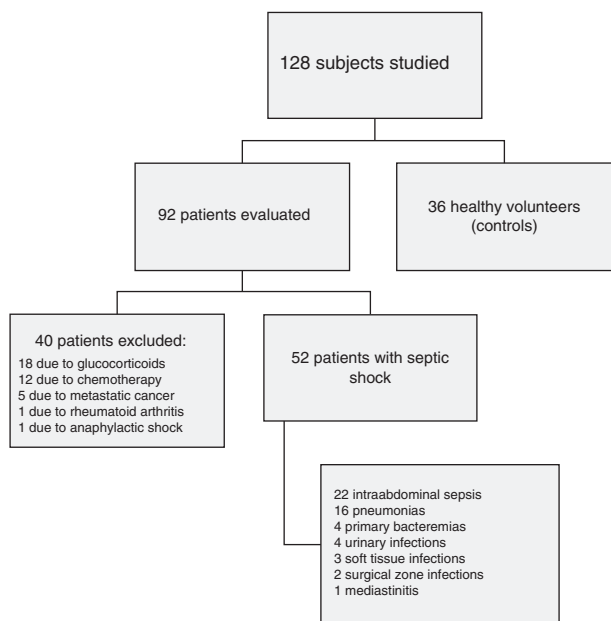 128 subjects studied
92 patients evaluated
36 healthy volunteers
(controls)
40 patients excluded:
18 due to glucocorticoids
12 due to chemotherapy
5 due to metastatic cancer
1 due to rheumatoid arthritis
1 due to anaphylactic shock
52 patients with septic
shock
22 intraabdominal sepsis
16 pneumonias
4 primary bacteremias
4 urinary infections
3 soft tissue infections
2 surgical zone infections
1 mediastinitis